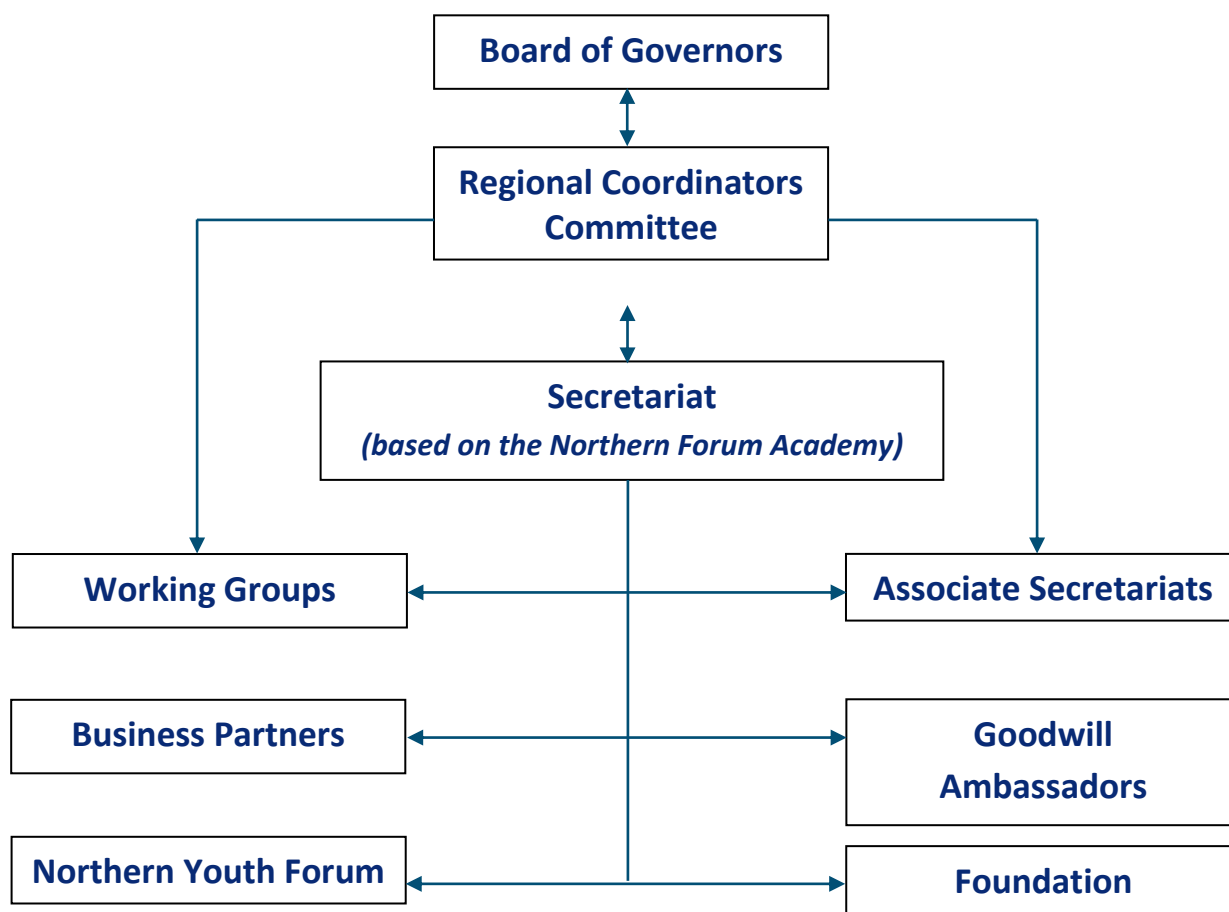 Board of Governors
Regional Coordinators
Committee
Secretariat
(based on the Northern Forum Academy)
Working Groups
Associate Secretariats
Business Partners
Goodwill
Ambassadors
Northern Youth Forum
Foundation